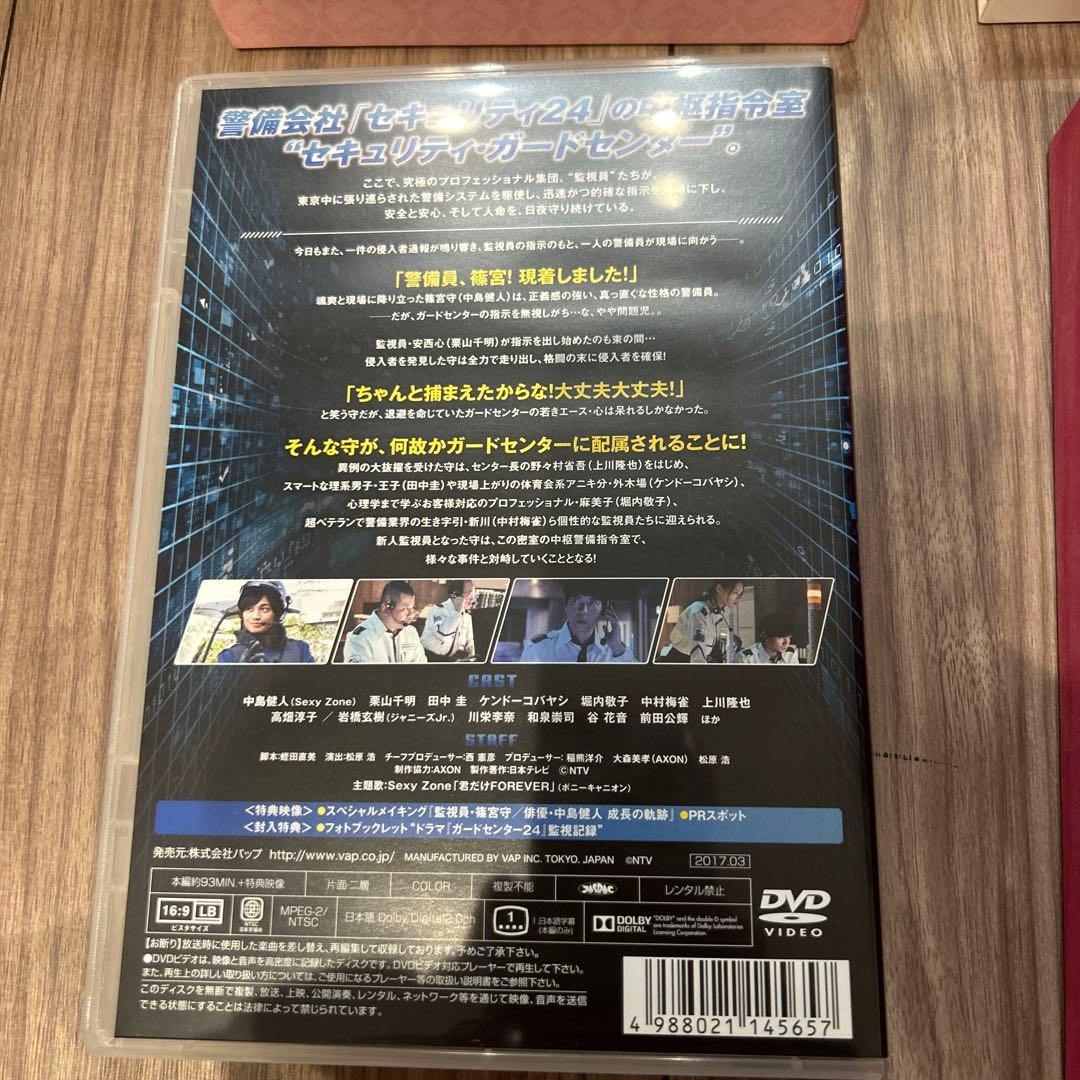 警備会社「セキュリティ24」の中枢指令室
“セキュリティ・ガードセンター”。
ここで、究極のプロフェッショナル集団、“監視員”たちが、
東京中に張り巡らされた警備システムを駆使し、迅速かつ的確な指示を現場に下し、
安全と安心、そして人命を、日夜守り続けている。
今日もまた、一件の侵入者通報が鳴り響き、監視員の指示のもと、一人の警備員が現場に向かう――。
「警備員、篠宮！現着しました！」
颯爽と現場に降り立った篠宮守（中島健人）は、正義感の強い、真っ直ぐな性格の警備員。
――だが、ガードセンターの指示を無視しがち…な、やや問題児。。
監視員・安西心（栗山千明）が指示を出し始めたのも束の間…
侵入者を発見した守は全力で走り出し、格闘の末に侵入者を確保！
「ちゃんと捕まえたからな！大丈夫大丈夫！」
と笑う守だが、退避を命じていたガードセンターの若きエース・心は呆れるしかなかった。
そんな守が、何故かガードセンターに配属されることに！
異例の大抜擢を受けた守は、センター長の野々村省吾（上川隆也）をはじめ、
スマートな理系男子・王子（田中圭）や現場上がりの体育会系アニキ分・外木場（ケンドーコバヤシ）、
心理学まで学ぶお客様対応のプロフェッショナル・麻美子（堀内敬子）、
超ベテランで警備業界の生き字引・新川（中村梅雀）ら個性的な監視員たちに迎えられる。
新人監視員となった守は、この密室の中枢警備指令室で、
様々な事件と対峙していくこととなる！
CAST
中島健人（Sexy Zone） 栗山千明 田中 圭 ケンドーコバヤシ 堀内敬子 中村梅雀 上川隆也
高畑淳子 ／ 岩橋玄樹（ジャニーズJr.） 川栄李奈 和泉崇司 谷 花音 前田公輝 ほか
STAFF
脚本：蛭田直美 演出：松原 浩 チーフプロデューサー：西 憲彦 プロデューサー：稲熊洋介 大森美孝（AXON） 松原 浩
制作協力：AXON 製作著作：日本テレビ ©NTV
主題歌：Sexy Zone「君だけFOREVER」（ポニーキャニオン）
＜特典映像＞ ●スペシャルメイキング『監視員・篠宮守／俳優・中島健人 成長の軌跡』 ●PRスポット
＜封入特典＞ ●フォトブックレット“ドラマ『ガードセンター24』監視記録”
発売元：株式会社バップ http://www.vap.co.jp/ MANUFACTURED BY VAP INC. TOKYO. JAPAN ©NTV 2017.03
本編約93MIN.＋特典映像 片面・二層 COLOR 複製不能 JASRAC レンタル禁止
16:9 LB ビスタサイズ NTSC 日本市場向 MPEG-2/NTSC 日本語 Dolby Digital2.0ch 1 1.日本語字幕（本編のみ） DOLBY DIGITAL “DOLBY” and the double D symbol are trademarks of Dolby Laboratories Licensing Corporation.
DVD VIDEO
【お断り】放送時に使用した楽曲を差し替え、再編集して収録しております。予めご了承下さい。
●DVDビデオは、映像と音声を高密度に記録したディスクです。DVDビデオ対応プレーヤーで再生して下さい。
また、再生上の詳しい取り扱い方については、ご使用になるプレーヤー等の取扱い説明書をご参照下さい。
このディスクを無断で複製、放送、上映、公開演奏、レンタル、ネットワーク等を通じて映像、音声を送信
できる状態にすることは法律によって禁じられています。
4 988021 145657